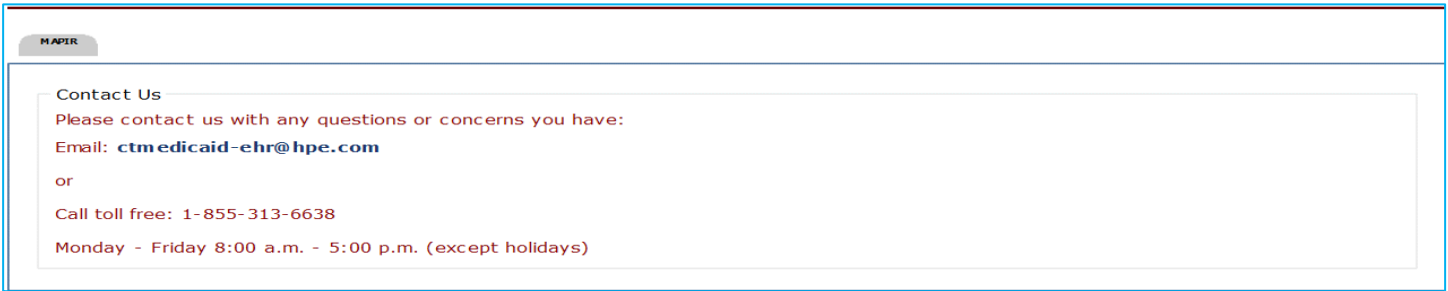 MAPIR
Contact Us
Please contact us with any questions or concerns you have:
Email: ctmedicaid-ehr@hpe.com
or
Call toll free: 1-855-313-6638
Monday - Friday 8:00 a.m. - 5:00 p.m. (except holidays)